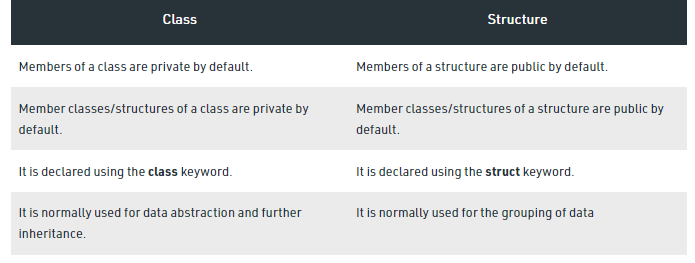 Class Structure
Members of a class are private by default. Members of a structure are public by default.
Member classes/structures of a class are private by Member classes/structures of a structure are public by
default. default.
It is declared using the class keyword. It is declared using the struct keyword.
It is normally used for data abstraction and further It is normally used for the grouping of data
inheritance.